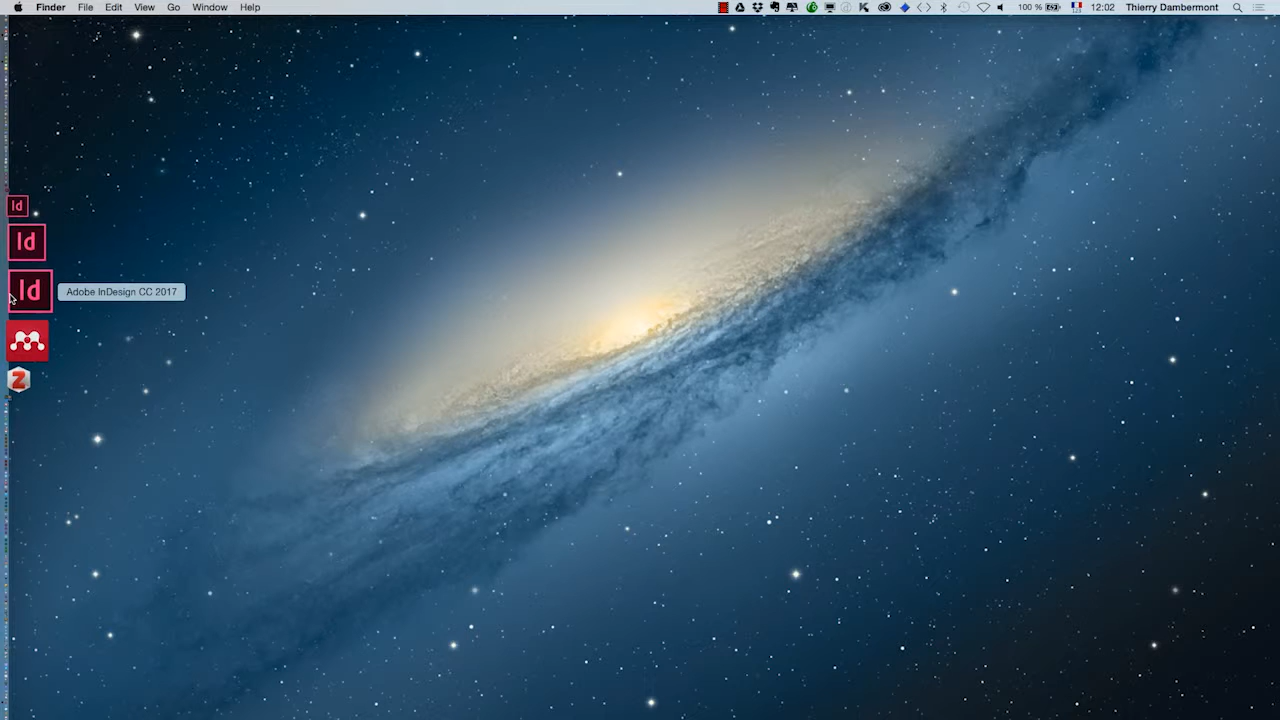 Finder File Edit View Go Window Help 100 % 12:02 Thierry Dambermont
Id
Id
Id Adobe InDesign CC 2017
Z